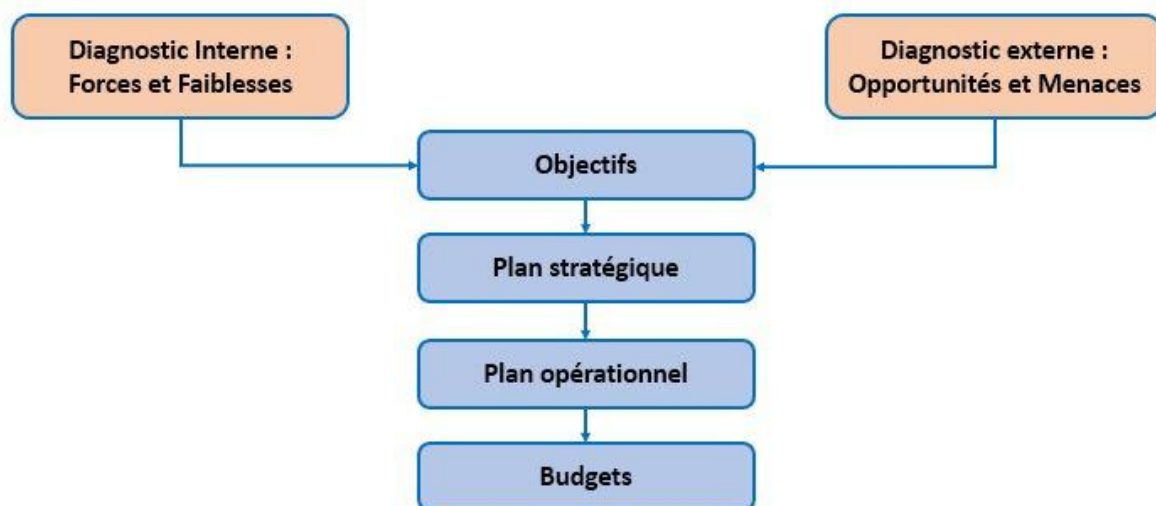 Diagnostic Interne :
Forces et Faiblesses
Diagnostic externe :
Opportunités et Menaces
Objectifs
Plan stratégique
Plan opérationnel
Budgets